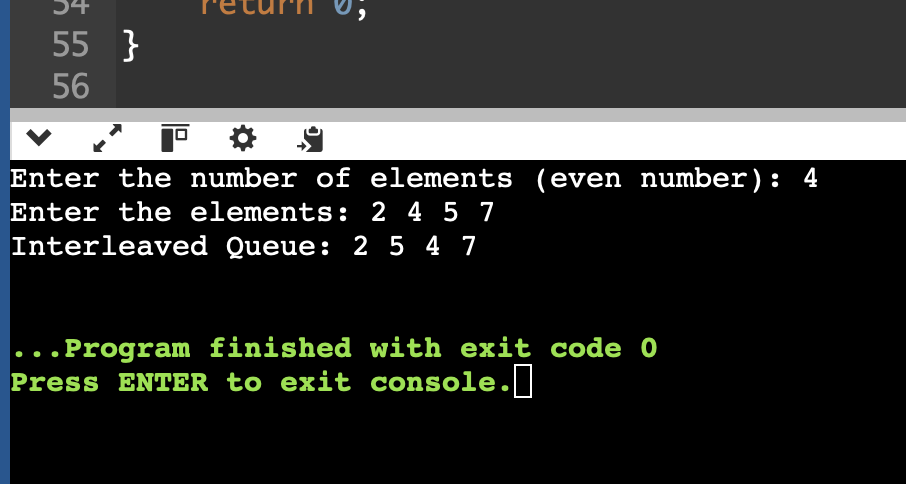 54 return 0;
55 }
56
Enter the number of elements (even number): 4
Enter the elements: 2 4 5 7
Interleaved Queue: 2 5 4 7
...Program finished with exit code 0
Press ENTER to exit console.